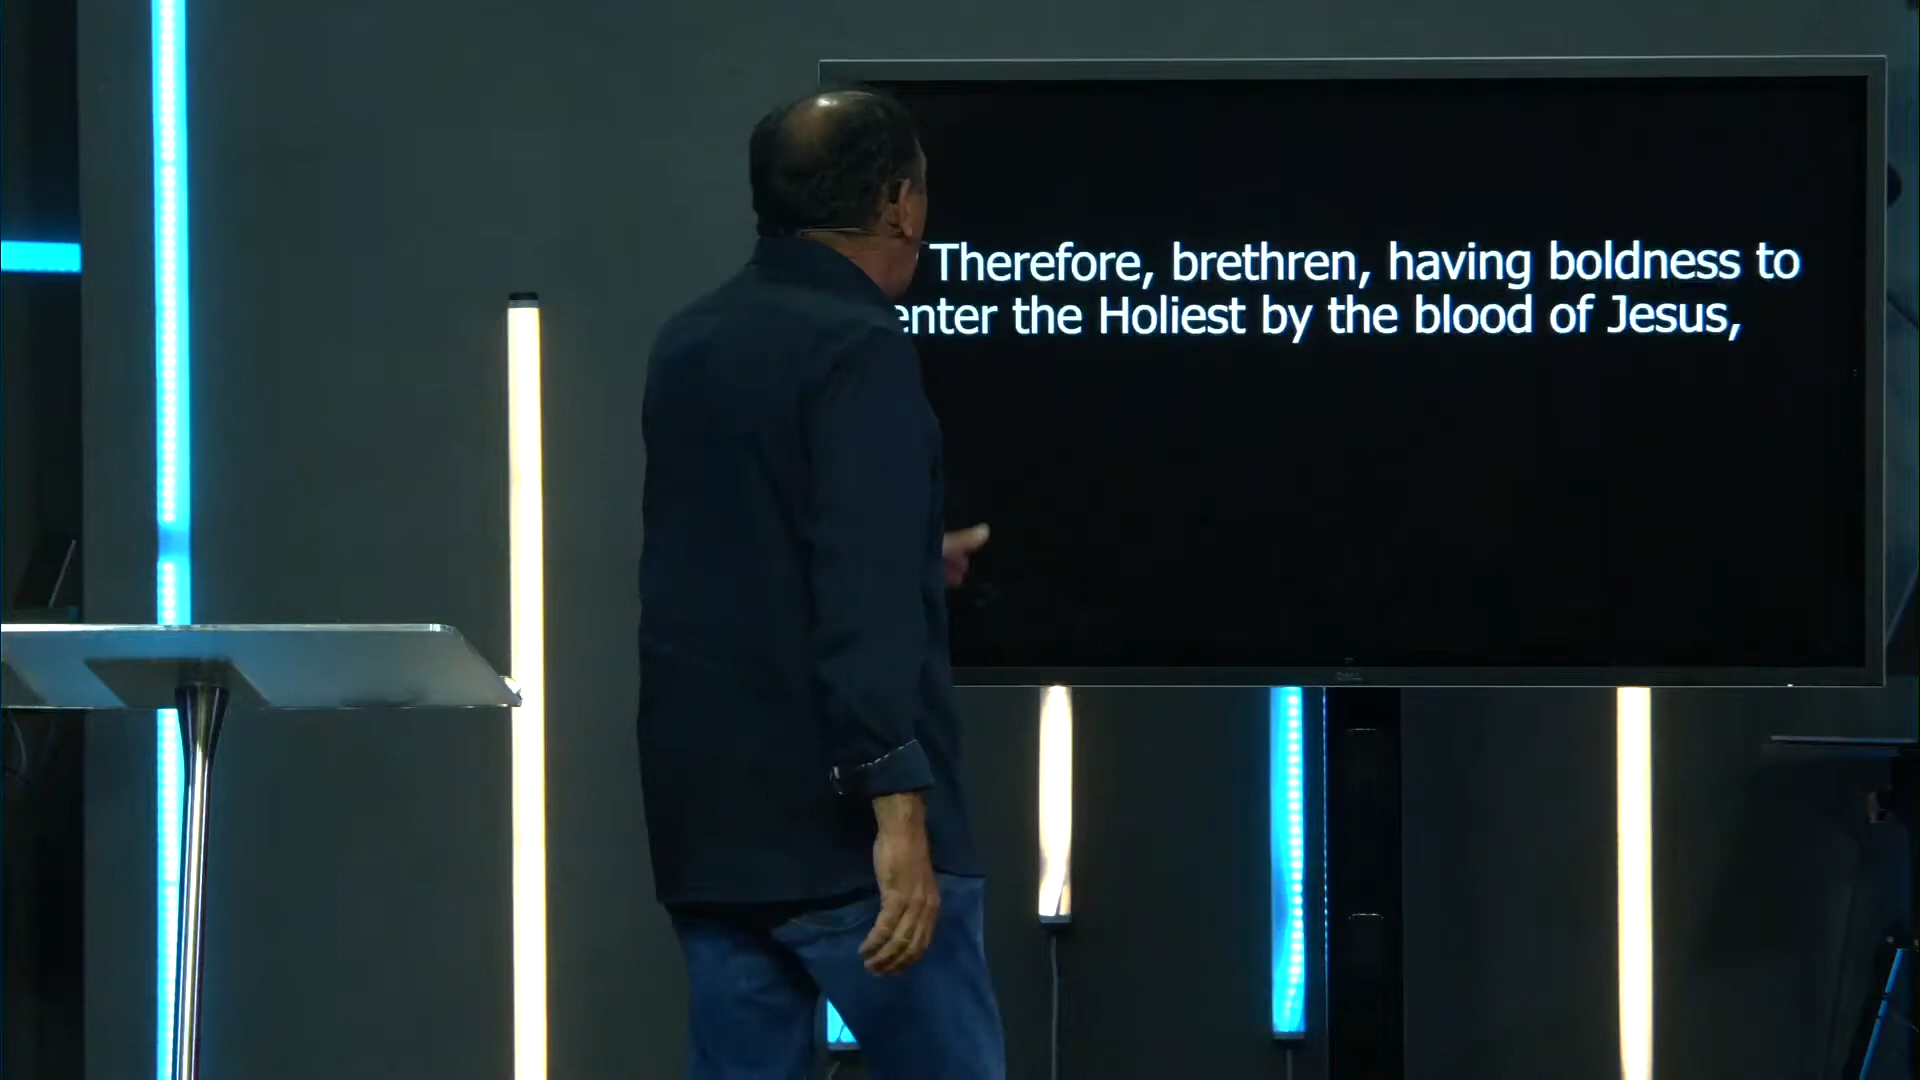 Therefore, brethren, having boldness to
enter the Holiest by the blood of Jesus,